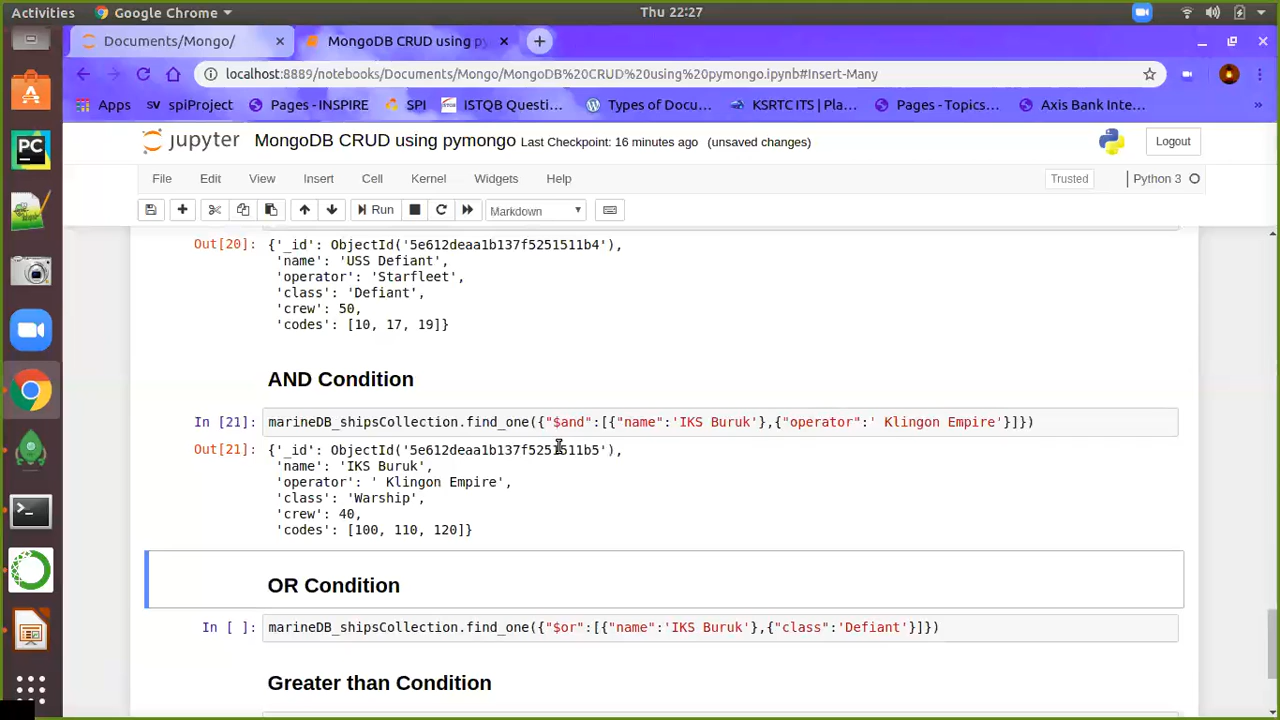 Activities
Google Chrome
Thu 22:27
Documents/Mongo/
MongoDB CRUD using py
localhost:8889/notebooks/Documents/Mongo/MongoDB%20CRUD%20using%20pymongo.ipynb#Insert-Many
Apps
spiProject
Pages - INSPIRE
SPI
ISTQB Questi...
Types of Docu...
KSRTC ITS | Pla...
Pages - Topics...
Axis Bank Inte...
»
jupyter
MongoDB CRUD using pymongo Last Checkpoint: 16 minutes ago (unsaved changes)
Logout
File Edit View Insert Cell Kernel Widgets Help
Trusted
Python 3
Run
Markdown
Out[20]: {'_id': ObjectId('5e612deaa1b137f5251511b4'),
'name': 'USS Defiant',
'operator': 'Starfleet',
'class': 'Defiant',
'crew': 50,
'codes': [10, 17, 19]}
AND Condition
In [21]: marineDB_shipsCollection.find_one({"$and":[{"name":'IKS Buruk'},{"operator":' Klingon Empire'}]})
Out[21]: {'_id': ObjectId('5e612deaa1b137f5251511b5'),
'name': 'IKS Buruk',
'operator': ' Klingon Empire',
'class': 'Warship',
'crew': 40,
'codes': [100, 110, 120]}
OR Condition
In [ ]: marineDB_shipsCollection.find_one({"$or":[{"name":'IKS Buruk'},{"class":'Defiant'}]})
Greater than Condition